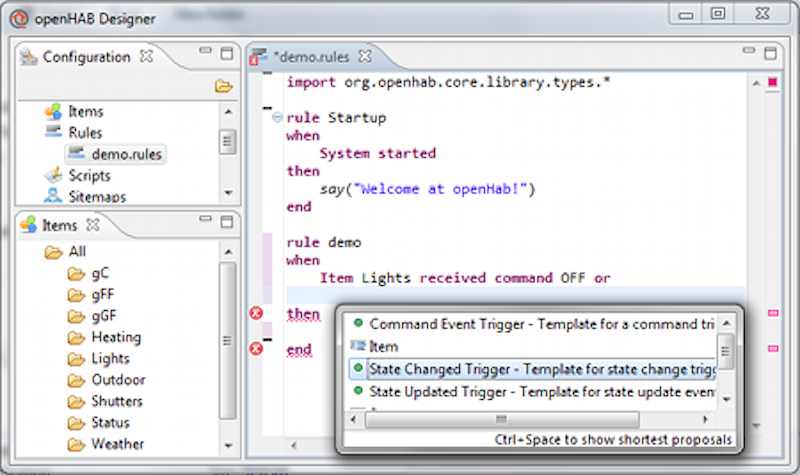 openHAB Designer
Configuration
Items
Rules
demo.rules
Scripts
Sitemaps
Items
All
gC
gFF
gGF
Heating
Lights
Outdoor
Shutters
Status
Weather
*demo.rules
import org.openhab.core.library.types.*
rule Startup
when
System started
then
say("Welcome at openHab!")
end
rule demo
when
Item Lights received command OFF or
then
end
Command Event Trigger - Template for a command tri
Item
State Changed Trigger - Template for state change trigg
State Updated Trigger - Template for state update even
Ctrl+Space to show shortest proposals